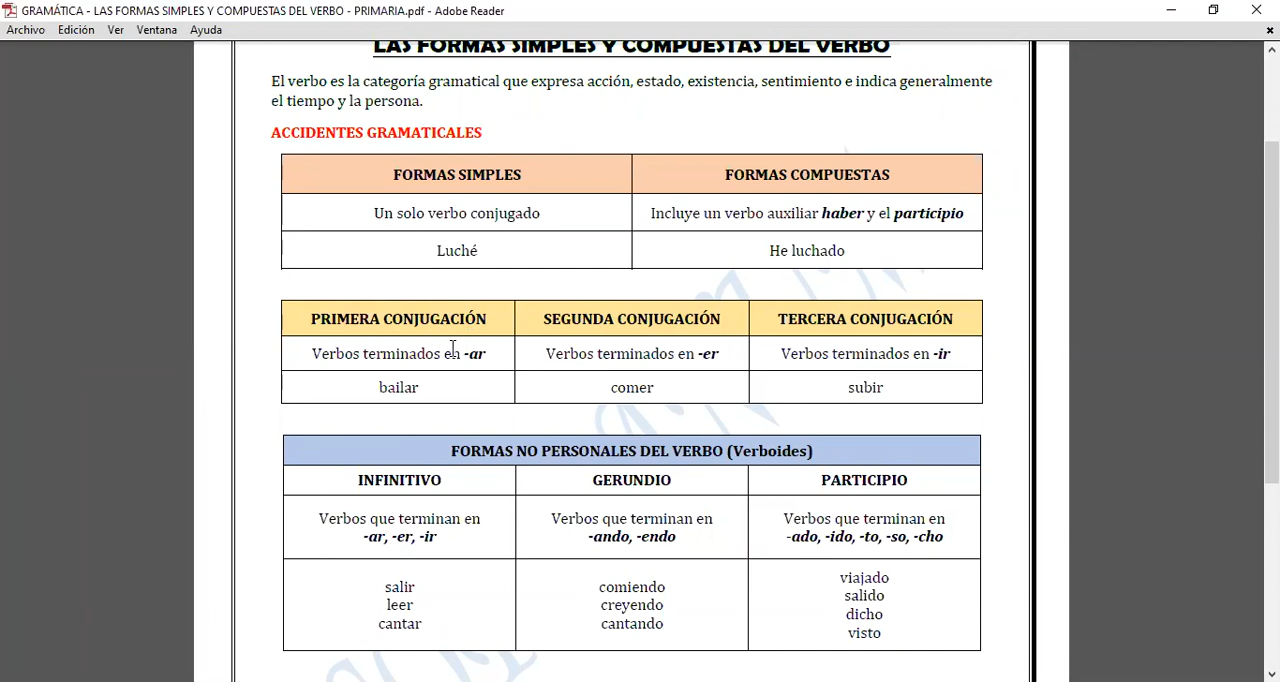 GRAMÁTICA - LAS FORMAS SIMPLES Y COMPUESTAS DEL VERBO - PRIMARIA.pdf - Adobe Reader
Archivo Edición Ver Ventana Ayuda
LAS FORMAS SIMPLES Y COMPUESTAS DEL VERBO
El verbo es la categoría gramatical que expresa acción, estado, existencia, sentimiento e indica generalmente
el tiempo y la persona.
ACCIDENTES GRAMATICALES
FORMAS SIMPLES FORMAS COMPUESTAS
Un solo verbo conjugado Incluye un verbo auxiliar haber y el participio
Luché He luchado
PRIMERA CONJUGACIÓN SEGUNDA CONJUGACIÓN TERCERA CONJUGACIÓN
Verbos terminados en -ar Verbos terminados en -er Verbos terminados en -ir
bailar comer subir
FORMAS NO PERSONALES DEL VERBO (Verboides)
INFINITIVO GERUNDIO PARTICIPIO
Verbos que terminan en Verbos que terminan en Verbos que terminan en
-ar, -er, -ir -ando, -endo -ado, -ido, -to, -so, -cho
salir comiendo viajado
leer creyendo salido
cantar cantando dicho
visto